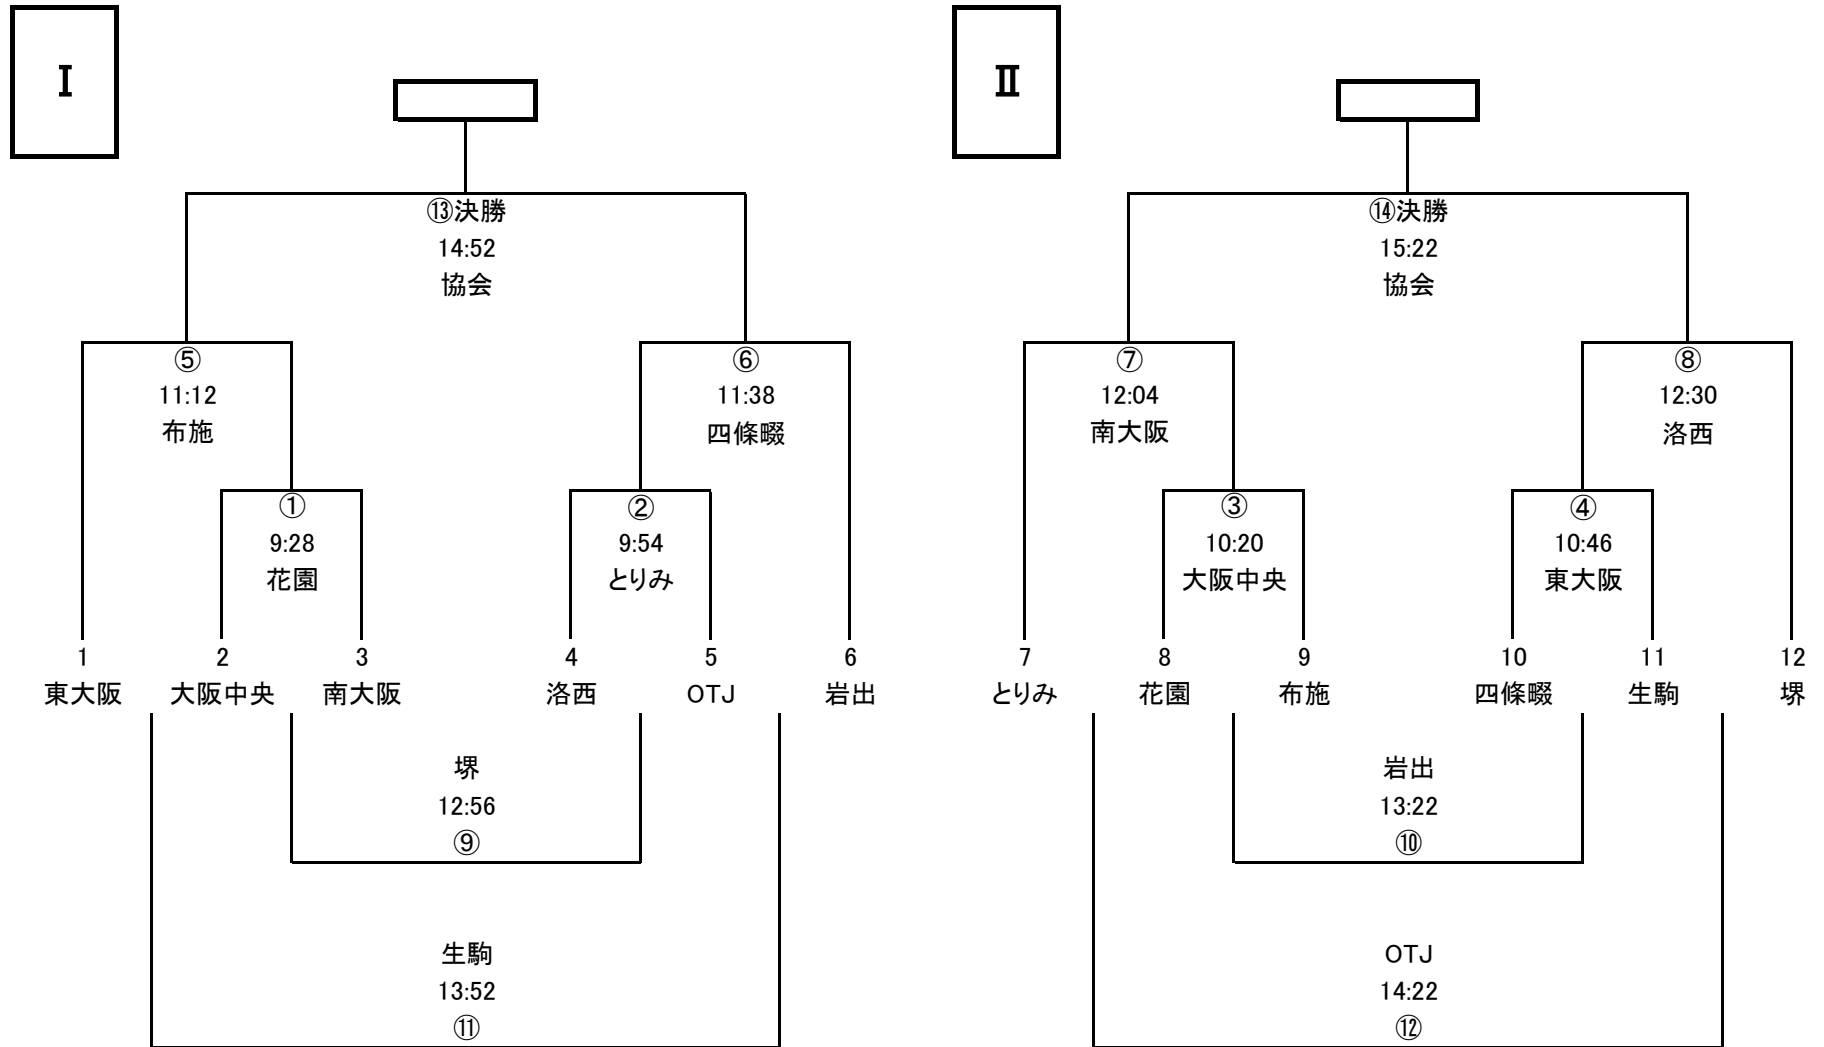 Ⅰ
⑬決勝
14:52
協会
⑤
11:12
布施
⑥
11:38
四條畷
①
9:28
花園
②
9:54
とりみ
1 2 3 4 5 6
東大阪 大阪中央 南大阪 洛西 OTJ 岩出
堺
12:56
⑨
生駒
13:52
⑪
Ⅱ
⑭決勝
15:22
協会
⑦
12:04
南大阪
⑧
12:30
洛西
③
10:20
大阪中央
④
10:46
東大阪
7 8 9 10 11 12
とりみ 花園 布施 四條畷 生駒 堺
岩出
13:22
⑩
OTJ
14:22
⑫